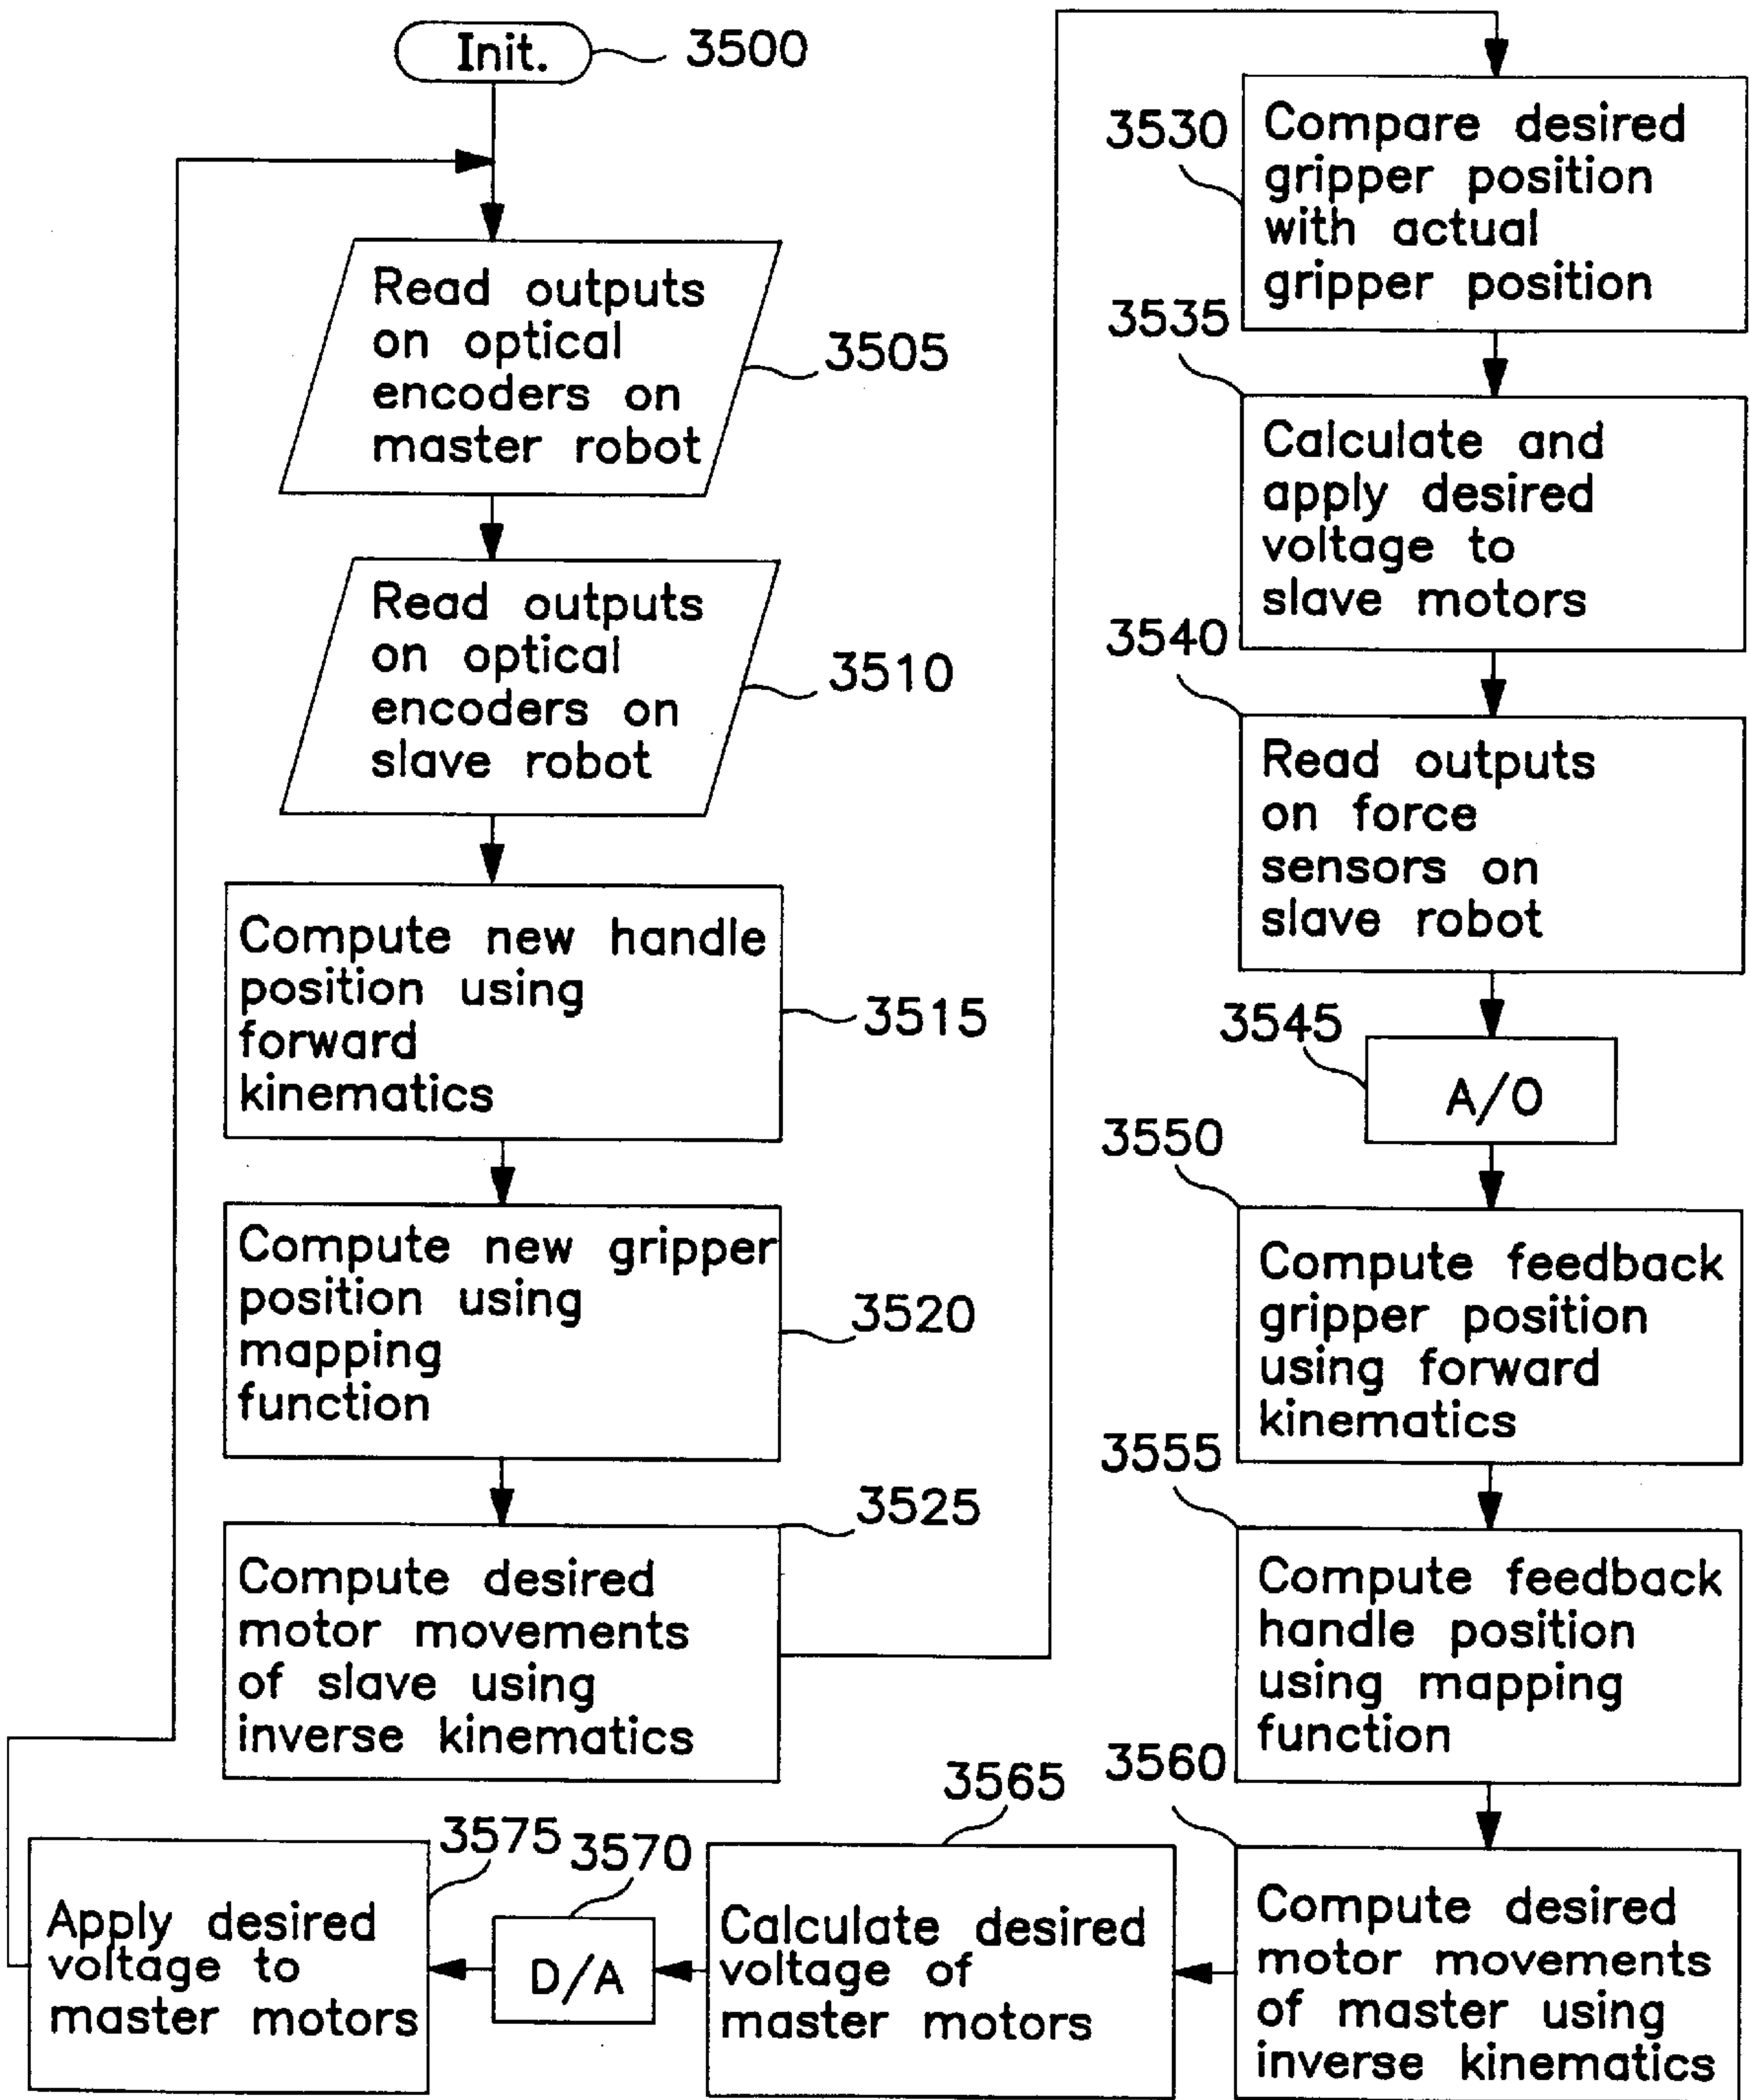 Init.
3500
Read outputs
on optical
encoders on
master robot
3505
Read outputs
on optical
encoders on
slave robot
3510
Compute new handle
position using
forward
kinematics
3515
Compute new gripper
position using
mapping
function
3520
3525
Compute desired
motor movements
of slave using
inverse kinematics
3530
Compare desired
gripper position
with actual
gripper position
3535
Calculate and
apply desired
voltage to
slave motors
3540
Read outputs
on force
sensors on
slave robot
3545
A/O
3550
Compute feedback
gripper position
using forward
kinematics
3555
Compute feedback
handle position
using mapping
function
3560
Compute desired
motor movements
of master using
inverse kinematics
3565
Calculate desired
voltage of
master motors
3570
D/A
3575
Apply desired
voltage to
master motors